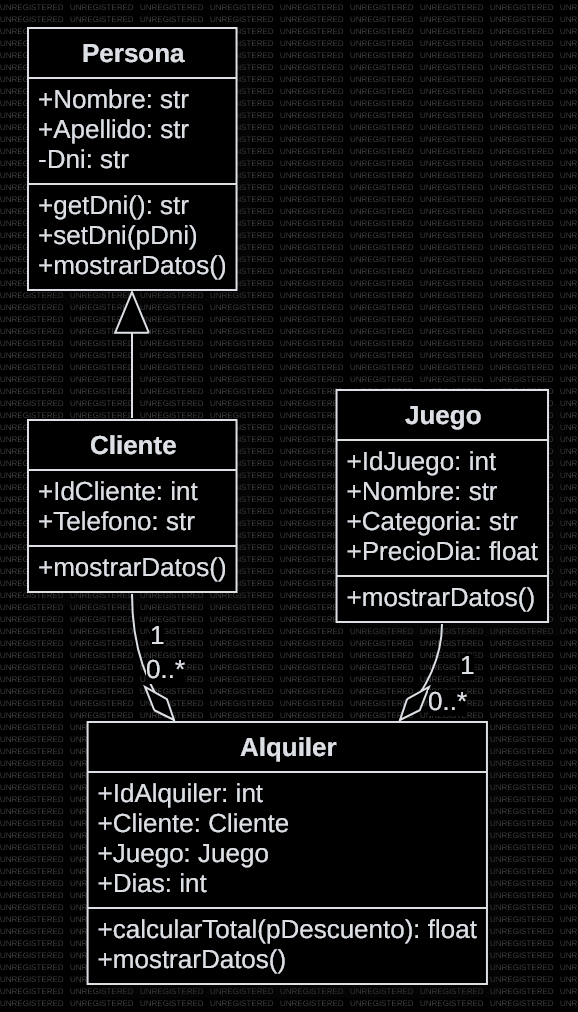 Persona
+Nombre: str
+Apellido: str
-Dni: str
+getDni(): str
+setDni(pDni)
+mostrarDatos()
Cliente
+IdCliente: int
+Telefono: str
+mostrarDatos()
Juego
+IdJuego: int
+Nombre: str
+Categoria: str
+PrecioDia: float
+mostrarDatos()
1
0..*
1
0..*
Alquiler
+IdAlquiler: int
+Cliente: Cliente
+Juego: Juego
+Dias: int
+calcularTotal(pDescuento): float
+mostrarDatos()
UNREGISTERED